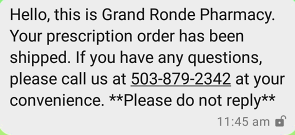 Hello, this is Grand Ronde Pharmacy.
Your prescription order has been
shipped. If you have any questions,
please call us at 503-879-2342 at your
convenience. **Please do not reply**
11:45 am